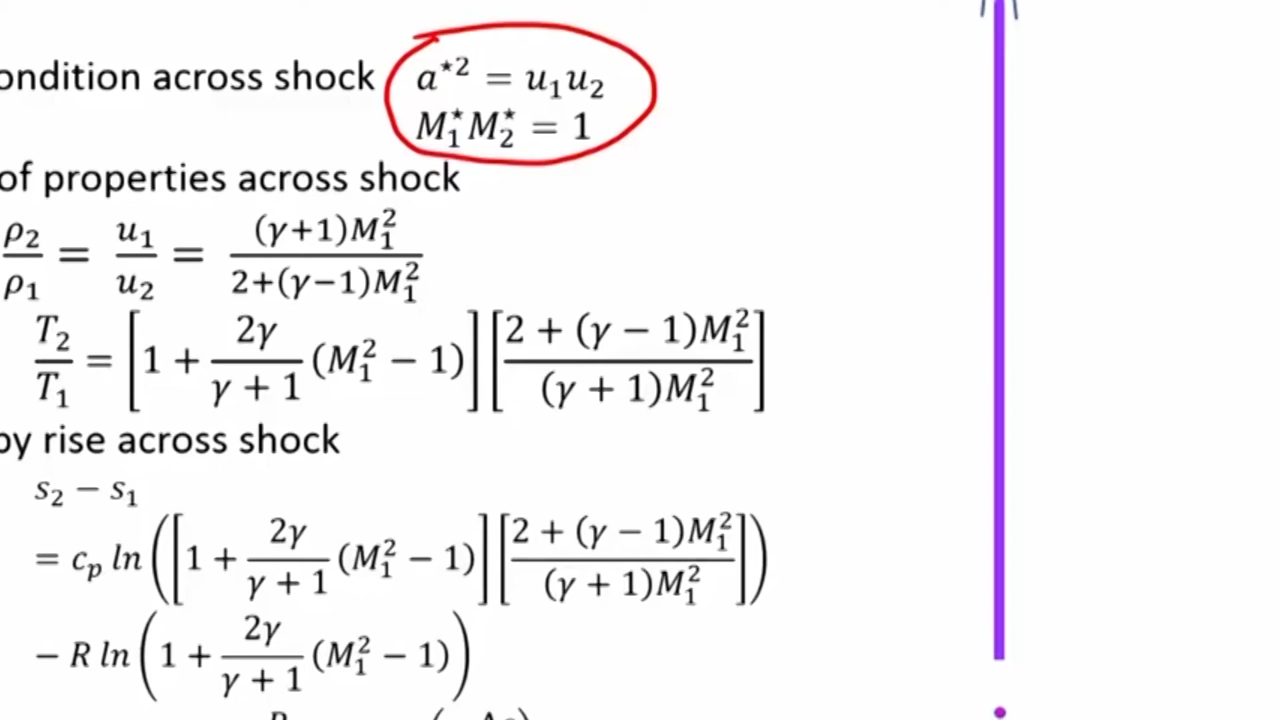 ondition across shock a⋆2 = u₁u₂
M₁⋆M₂⋆ = 1
of properties across shock
ρ₂/ρ₁ = u₁/u₂ = (γ+1)M₁²/2+(γ−1)M₁²
T₂/T₁ = [1 + 2γ/γ + 1 (M₁² − 1)][2 + (γ − 1)M₁²/(γ + 1)M₁²]
py rise across shock
s₂ − s₁
= cₚ ln ([1 + 2γ/γ + 1 (M₁² − 1)][2 + (γ − 1)M₁²/(γ + 1)M₁²])
− R ln (1 + 2γ/γ + 1 (M₁² − 1))